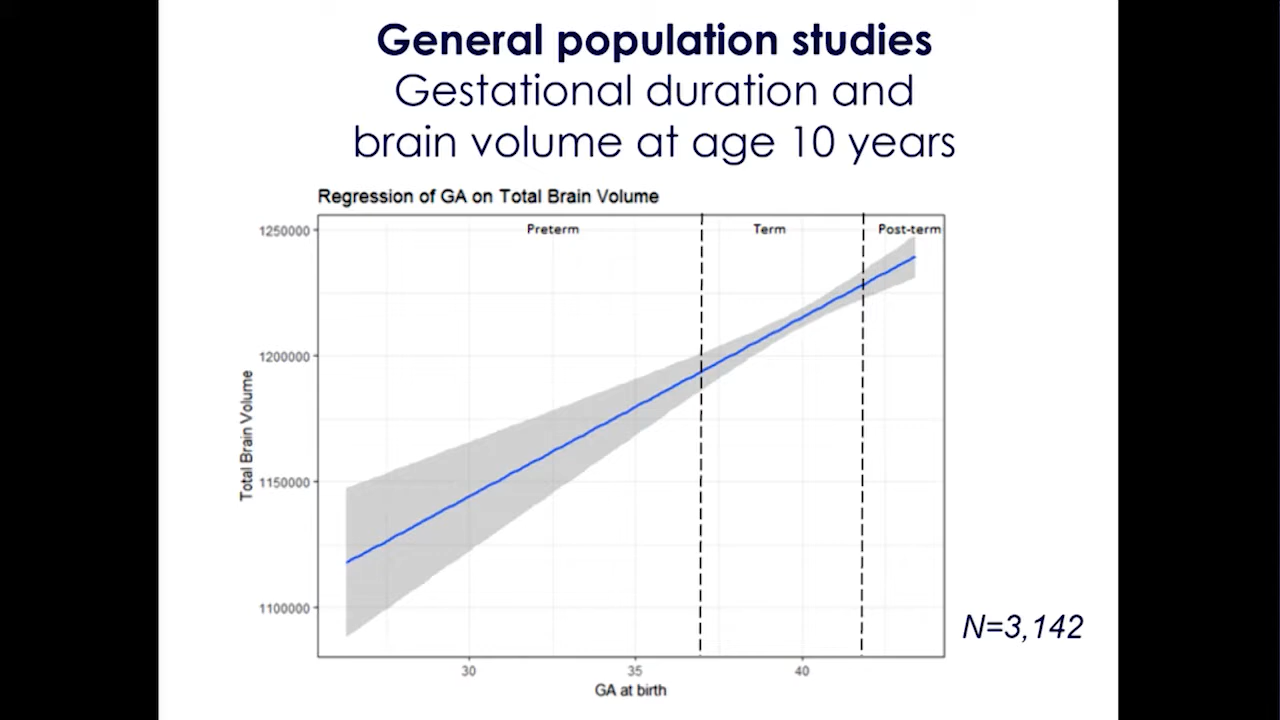 General population studies
Gestational duration and
brain volume at age 10 years
Regression of GA on Total Brain Volume
Preterm
Term
Post-term
1250000
1200000
1150000
1100000
Total Brain Volume
30
35
40
GA at birth
N=3,142